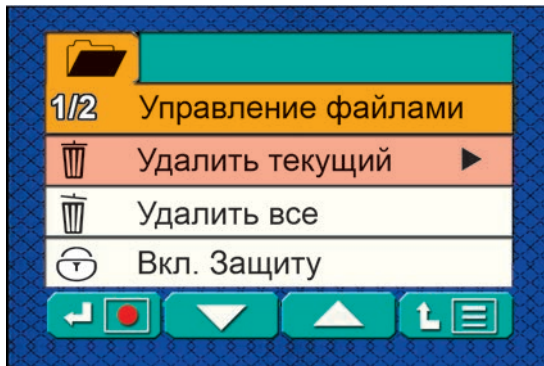 1/2 Управление файлами
Удалить текущий
Удалить все
Вкл. Защиту